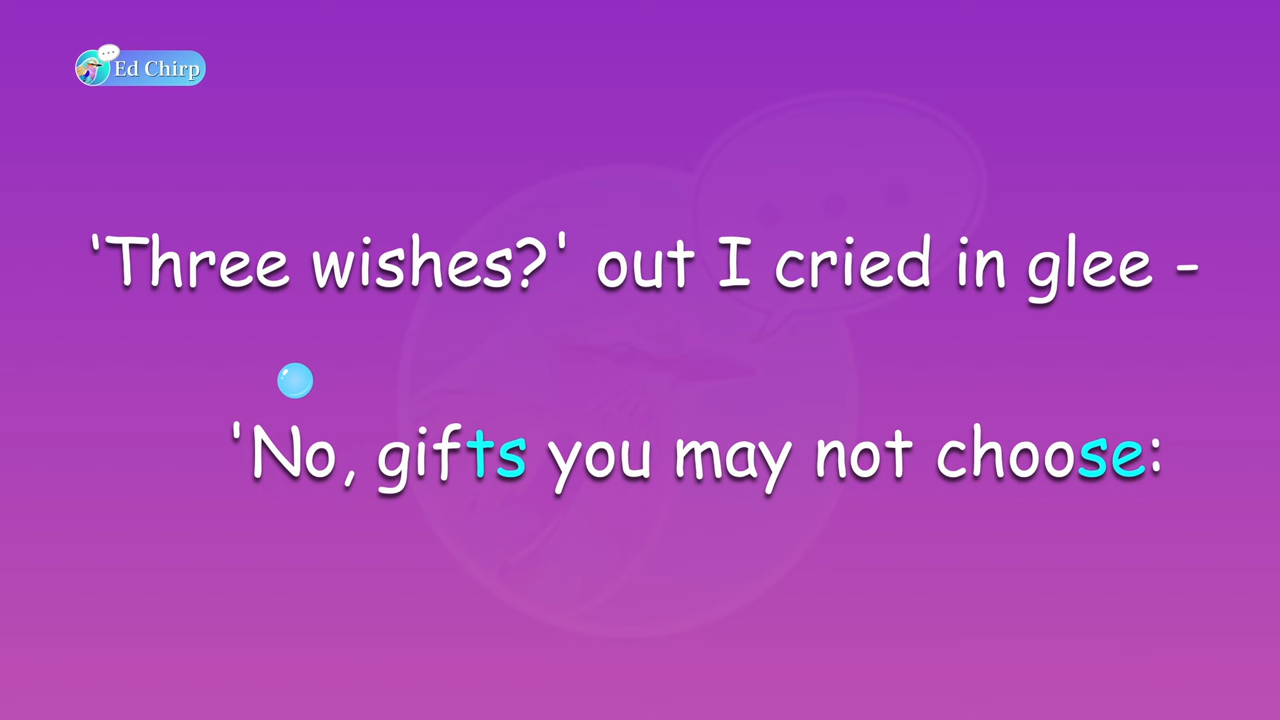 Ed Chirp
'Three wishes?' out I cried in glee -
'No, gifts you may not choose: